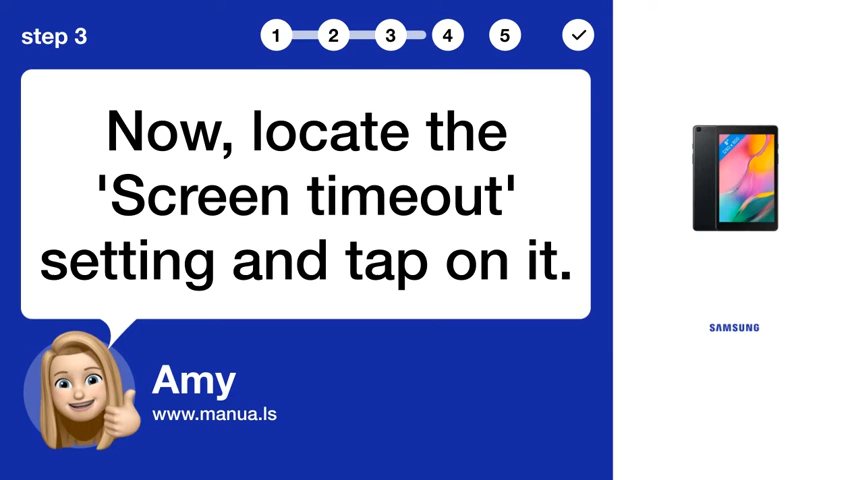 step 3
1 2 3 4 5
Now, locate the
'Screen timeout'
setting and tap on it.
Amy
www.manua.ls
SAMSUNG